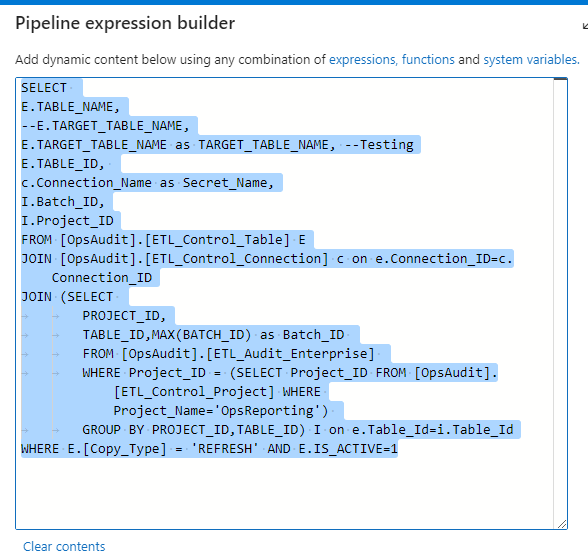 Pipeline expression builder
Add dynamic content below using any combination of expressions, functions and system variables.
SELECT
E.TABLE_NAME,
--E.TARGET_TABLE_NAME,
E.TARGET_TABLE_NAME as TARGET_TABLE_NAME, --Testing
E.TABLE_ID,
c.Connection_Name as Secret_Name,
I.Batch_ID,
I.Project_ID
FROM [OpsAudit].[ETL_Control_Table] E
JOIN [OpsAudit].[ETL_Control_Connection] c on e.Connection_ID=c.
Connection_ID
JOIN (SELECT
PROJECT_ID,
TABLE_ID,MAX(BATCH_ID) as Batch_ID
FROM [OpsAudit].[ETL_Audit_Enterprise]
WHERE Project_ID = (SELECT Project_ID FROM [OpsAudit].
[ETL_Control_Project] WHERE
Project_Name='OpsReporting')
GROUP BY PROJECT_ID,TABLE_ID) I on e.Table_Id=i.Table_Id
WHERE E.[Copy_Type] = 'REFRESH' AND E.IS_ACTIVE=1
Clear contents